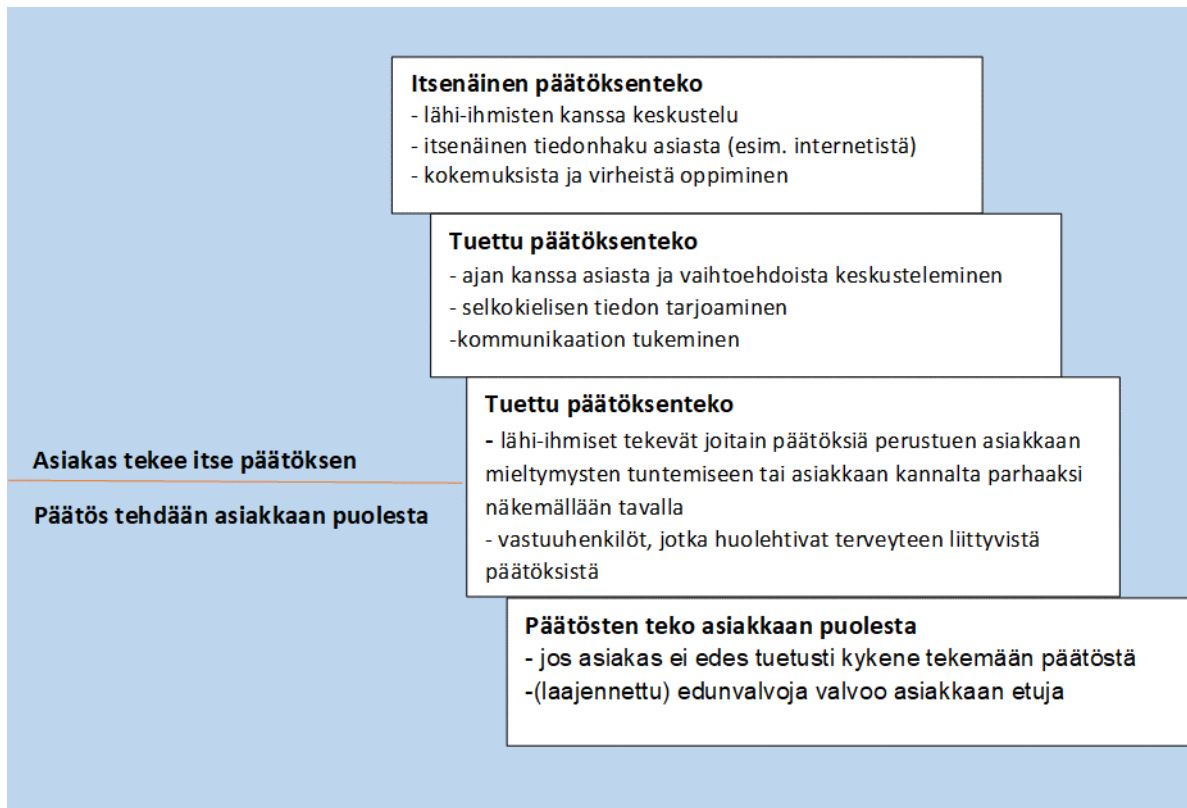 Itsenäinen päätöksenteko
- lähi-ihmisten kanssa keskustelu
- itsenäinen tiedonhaku asiasta (esim. internetistä)
- kokemuksista ja virheistä oppiminen
Tuettu päätöksenteko
- ajan kanssa asiasta ja vaihtoehdoista keskusteleminen
- selkokielisen tiedon tarjoaminen
-kommunikaation tukeminen
Tuettu päätöksenteko
- lähi-ihmiset tekevät joitain päätöksiä perustuen asiakkaan
mieltymysten tuntemiseen tai asiakkaan kannalta parhaaksi
näkemällään tavalla
- vastuuhenkilöt, jotka huolehtivat terveyteen liittyvistä
päätöksistä
Asiakas tekee itse päätöksen
Päätös tehdään asiakkaan puolesta
Päätösten teko asiakkaan puolesta
- jos asiakas ei edes tuetusti kykene tekemään päätöstä
-(laajennettu) edunvalvoja valvoo asiakkaan etuja